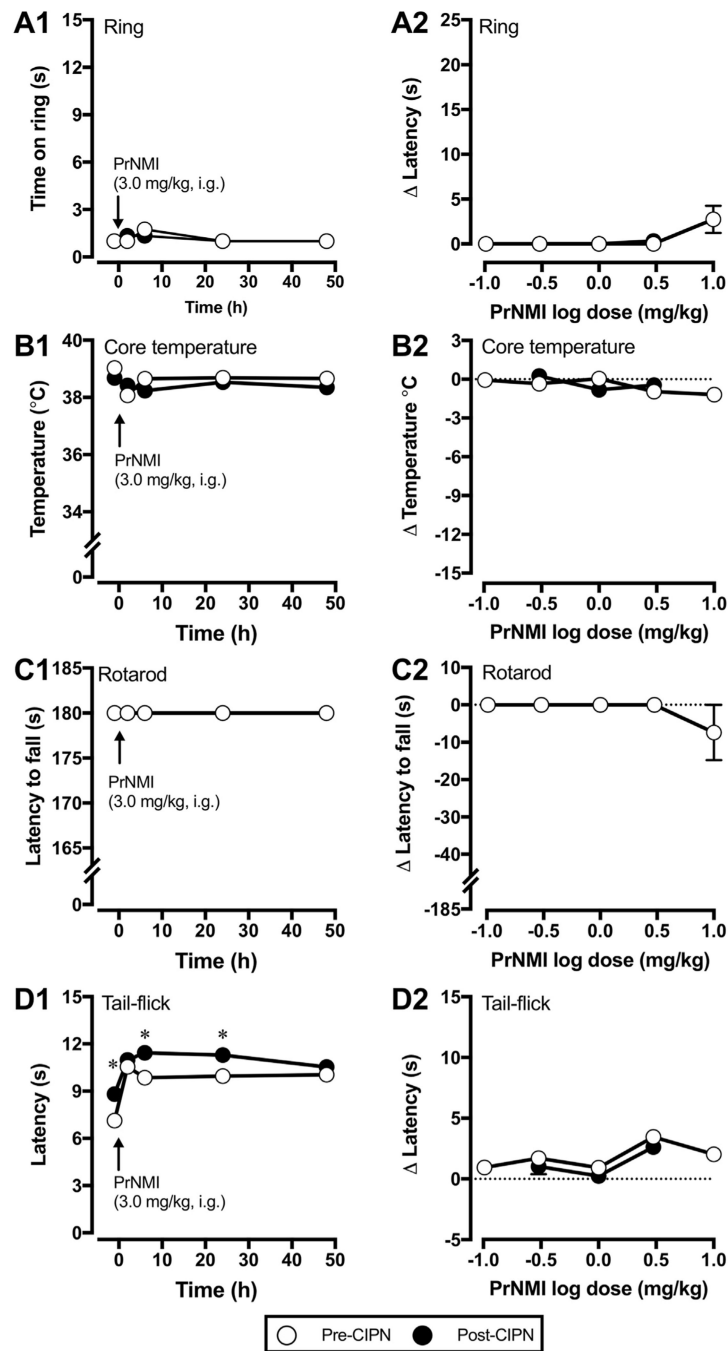 A1 Ring
Time on ring (s)
15
12
9
6
3
0
PrNMI
(3.0 mg/kg, i.g.)
0 10 20 30 40 50
Time (h)
A2 Ring
Δ Latency (s)
25
20
15
10
5
0
-1.0 -0.5 0.0 0.5 1.0
PrNMI log dose (mg/kg)
B1 Core temperature
Temperature (°C)
40
38
36
34
0
PrNMI
(3.0 mg/kg, i.g.)
0 10 20 30 40 50
Time (h)
B2 Core temperature
Δ Temperature °C
3
0
-3
-6
-9
-12
-15
-1.0 -0.5 0.0 0.5 1.0
PrNMI log dose (mg/kg)
C1 Rotarod
Latency to fall (s)
185
180
175
170
165
0
PrNMI
(3.0 mg/kg, i.g.)
0 10 20 30 40 50
Time (h)
C2 Rotarod
Δ Latency to fall (s)
10
0
-10
-20
-30
-40
-185
-1.0 -0.5 0.0 0.5 1.0
PrNMI log dose (mg/kg)
D1 Tail-flick
Latency (s)
15
12
9
6
3
0
* * *
PrNMI
(3.0 mg/kg, i.g.)
0 10 20 30 40 50
Time (h)
D2 Tail-flick
Δ Latency (s)
15
10
5
0
-5
-1.0 -0.5 0.0 0.5 1.0
PrNMI log dose (mg/kg)
Pre-CIPN Post-CIPN